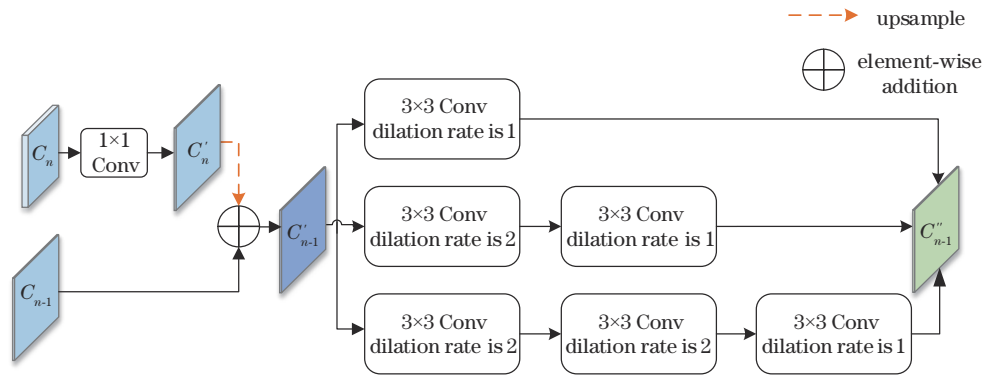 upsample
element-wise
addition
3×3 Conv
dilation rate is 1
C'n
1×1
Conv
Cn
3×3 Conv
dilation rate is 2
3×3 Conv
dilation rate is 1
C'n-1
C''n-1
Cn-1
3×3 Conv
dilation rate is 2
3×3 Conv
dilation rate is 2
3×3 Conv
dilation rate is 1